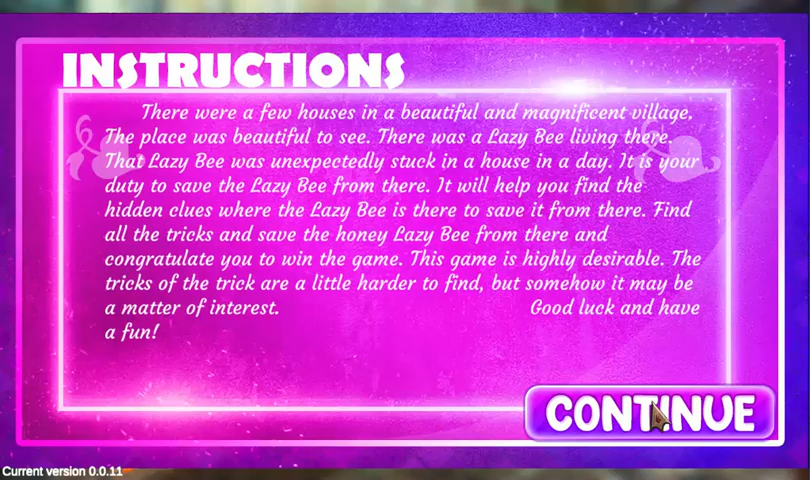 INSTRUCTIONS
There were a few houses in a beautiful and magnificent village,
The place was beautiful to see. There was a Lazy Bee living there.
That Lazy Bee was unexpectedly stuck in a house in a day. It is your
duty to save the Lazy Bee from there. It will help you find the
hidden clues where the Lazy Bee is there to save it from there. Find
all the tricks and save the honey Lazy Bee from there and
congratulate you to win the game. This game is highly desirable. The
tricks of the trick are a little harder to find, but somehow it may be
a matter of interest. Good luck and have
a fun!
CONTINUE
Current version 0.0.11